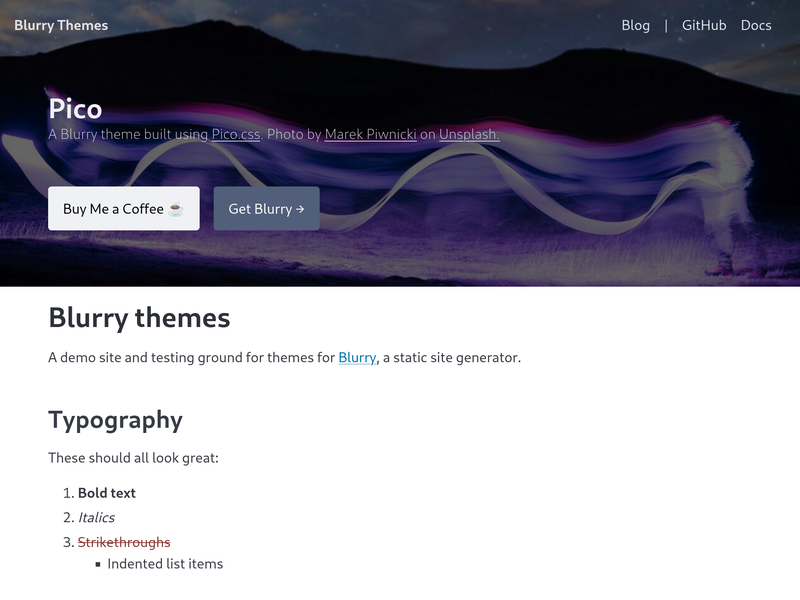 Blurry Themes Blog | GitHub Docs
Pico
A Blurry theme built using Pico.css. Photo by Marek Piwnicki on Unsplash.
Buy Me a Coffee ☕ Get Blurry →
Blurry themes
A demo site and testing ground for themes for Blurry, a static site generator.
Typography
These should all look great:
1. Bold text
2. Italics
3. Strikethroughs
▪ Indented list items